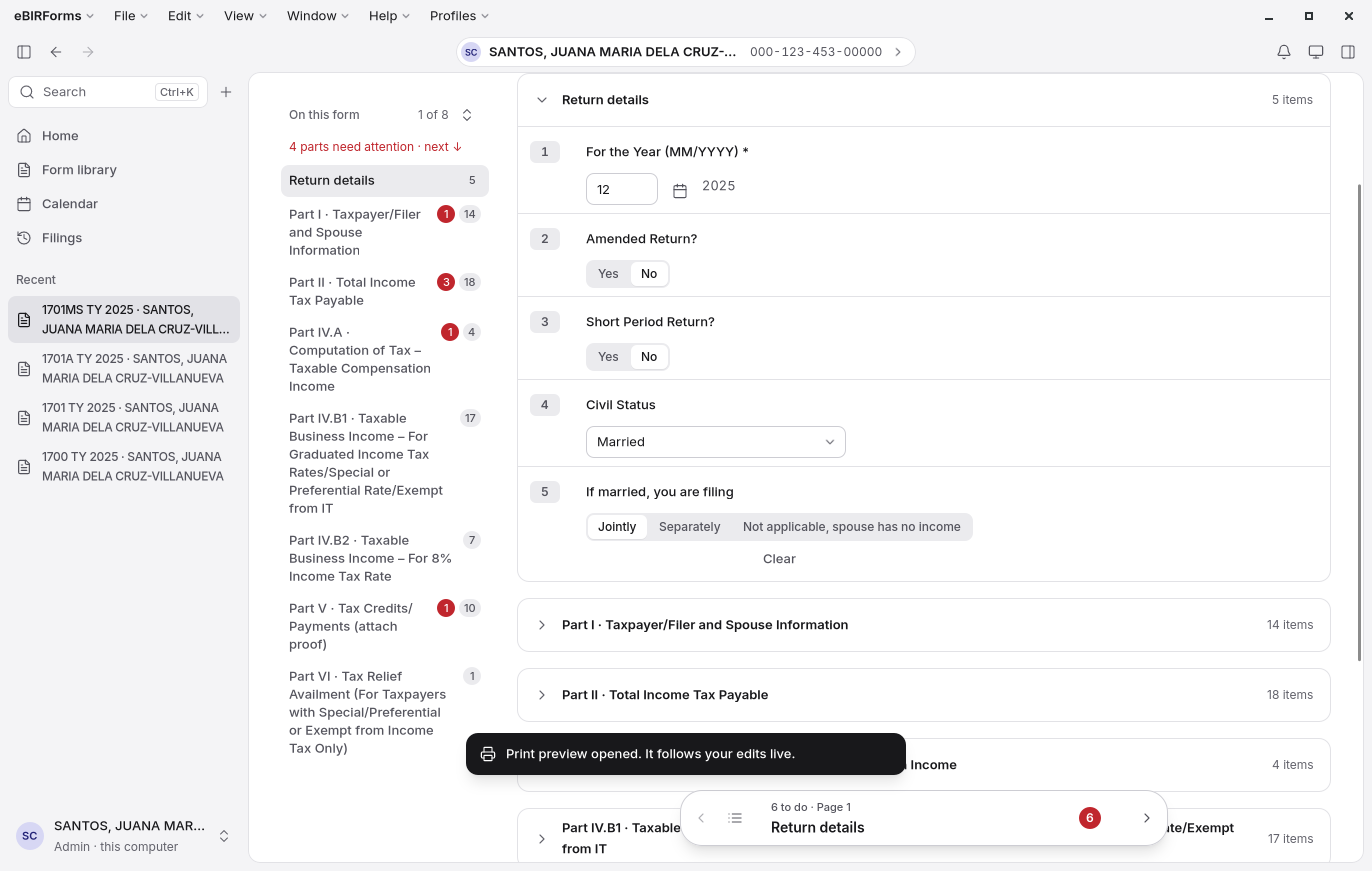 eBIRForms File Edit View Window Help Profiles
SC SANTOS, JUANA MARIA DELA CRUZ-... 000-123-453-00000
Search Ctrl+K
Home
Form library
Calendar
Filings
Recent
1701MS TY 2025 · SANTOS,
JUANA MARIA DELA CRUZ-VILL...
1701A TY 2025 · SANTOS, JUANA
MARIA DELA CRUZ-VILLANUEVA
1701 TY 2025 · SANTOS, JUANA
MARIA DELA CRUZ-VILLANUEVA
1700 TY 2025 · SANTOS, JUANA
MARIA DELA CRUZ-VILLANUEVA
SC SANTOS, JUANA MAR...
Admin · this computer
On this form 1 of 8
4 parts need attention · next ↓
Return details 5
Part I · Taxpayer/Filer 1 14
and Spouse
Information
Part II · Total Income 3 18
Tax Payable
Part IV.A · 1 4
Computation of Tax –
Taxable Compensation
Income
Part IV.B1 · Taxable 17
Business Income – For
Graduated Income Tax
Rates/Special or
Preferential Rate/Exempt
from IT
Part IV.B2 · Taxable 7
Business Income – For 8%
Income Tax Rate
Part V · Tax Credits/ 1 10
Payments (attach
proof)
Part VI · Tax Relief 1
Availment (For Taxpayers
with Special/Preferential
or Exempt from Income
Tax Only)
Return details 5 items
1 For the Year (MM/YYYY) *
12 2025
2 Amended Return?
Yes No
3 Short Period Return?
Yes No
4 Civil Status
Married
5 If married, you are filing
Jointly Separately Not applicable, spouse has no income
Clear
Part I · Taxpayer/Filer and Spouse Information 14 items
Part II · Total Income Tax Payable 18 items
Print preview opened. It follows your edits live.
Income 4 items
Part IV.B1 · Taxable te/Exempt
from IT 17 items
6 to do · Page 1
Return details 6